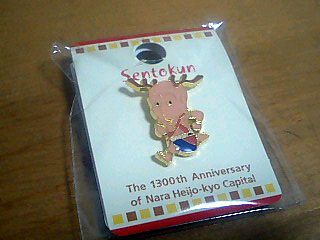 Sentokun
The 1300th Anniversary
of Nara Heijo-kyo Capital